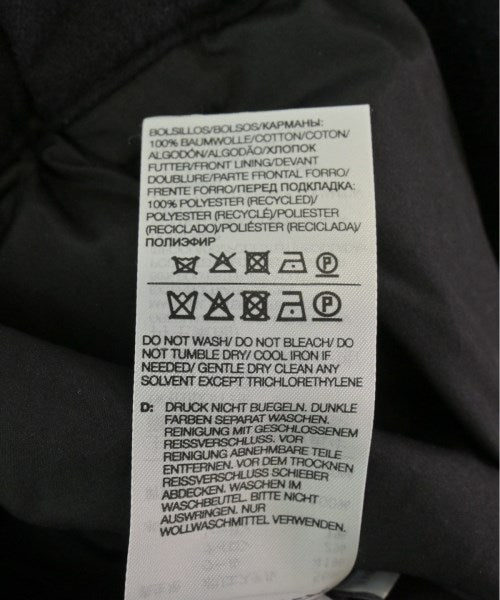 BOLSILLOS/BOLSOS/КАРМАНЫ:
100% BAUMWOLLE/COTTON/COTON/
ALGODÓN/ALGODÃO/ХЛОПОК
FUTTER/FRONT LINING/DEVANT
DOUBLURE/PARTE FRONTAL FORRO/
FRENTE FORRO/ПЕРЕД ПОДКЛАДКА:
100% POLYESTER (RECYCLED)/
POLYESTER (RECYCLÉ)/POLIESTER
(RECICLADO)/POLIÉSTER (RECICLADA)/
ПОЛИЭФИР
P
P
DO NOT WASH/ DO NOT BLEACH/ DO
NOT TUMBLE DRY/ COOL IRON IF
NEEDED/ GENTLE DRY CLEAN ANY
SOLVENT EXCEPT TRICHLORETHYLENE
D: DRUCK NICHT BUEGELN. DUNKLE
FARBEN SEPARAT WASCHEN.
REINIGUNG MIT GESCHLOSSENEM
REISSVERSCHLUSS. VOR
REINIGUNG ABNEHMBARE TEILE
ENTFERNEN. VOR DEM TROCKNEN
REISSVERSCHLUSS SCHIEBER
ABDECKEN. WASCHEN IM
WASCHBEUTEL. BITTE NICHT
AUSWRINGEN. NUR
WOLLWASCHMITTEL VERWENDEN.